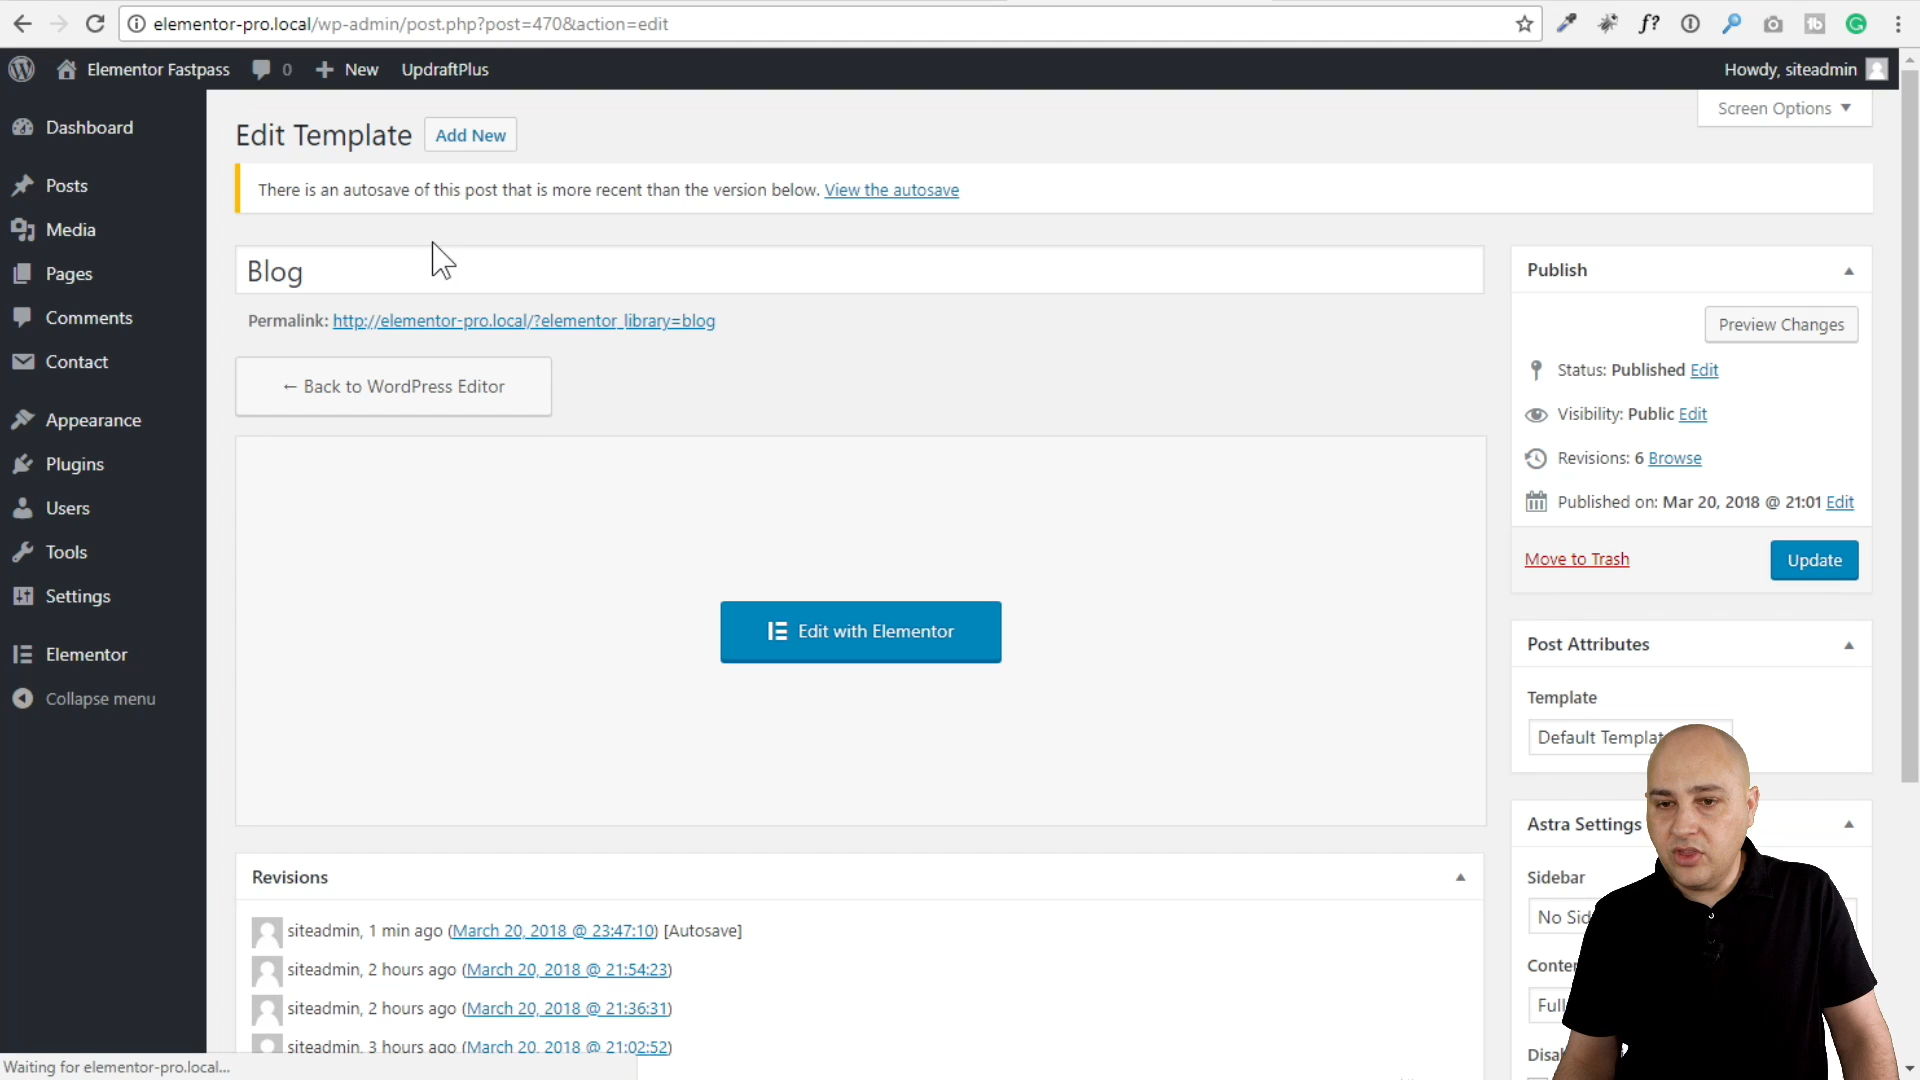 elementor-pro.local/wp-admin/post.php?post=470&action=edit
Elementor Fastpass 0 New UpdraftPlus Howdy, siteadmin
Screen Options
Dashboard
Posts
Media
Pages
Comments
Contact
Appearance
Plugins
Users
Tools
Settings
Elementor
Collapse menu
Edit Template Add New
There is an autosave of this post that is more recent than the version below. View the autosave
Blog
Permalink: http://elementor-pro.local/?elementor_library=blog
← Back to WordPress Editor
Edit with Elementor
Revisions
siteadmin, 1 min ago (March 20, 2018 @ 23:47:10) [Autosave]
siteadmin, 2 hours ago (March 20, 2018 @ 21:54:23)
siteadmin, 2 hours ago (March 20, 2018 @ 21:36:31)
siteadmin, 3 hours ago (March 20, 2018 @ 21:02:52)
Publish
Preview Changes
Status: Published Edit
Visibility: Public Edit
Revisions: 6 Browse
Published on: Mar 20, 2018 @ 21:01 Edit
Move to Trash Update
Post Attributes
Template
Default
Astra Settings
Sidebar
No
Full
Waiting for elementor-pro.local...